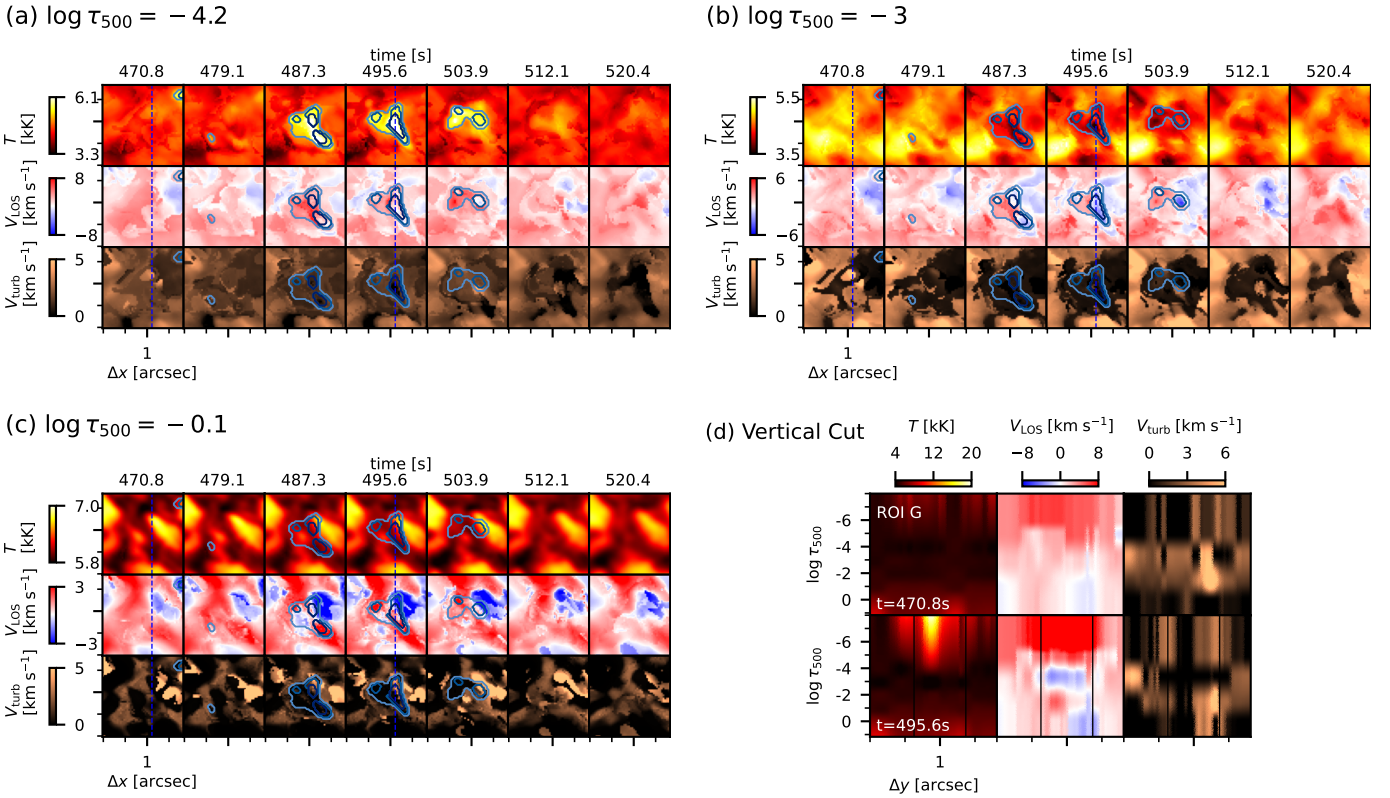 (a) log τ500 = −4.2
time [s]
470.8 479.1 487.3 495.6 503.9 512.1 520.4
6.1
T [kK]
3.3
8
VLOS [km s−1]
−8
5
Vturb [km s−1]
0
1
Δx [arcsec]
(b) log τ500 = −3
time [s]
470.8 479.1 487.3 495.6 503.9 512.1 520.4
5.5
T [kK]
3.5
6
VLOS [km s−1]
−6
5
Vturb [km s−1]
0
1
Δx [arcsec]
(c) log τ500 = −0.1
time [s]
470.8 479.1 487.3 495.6 503.9 512.1 520.4
7.0
T [kK]
5.8
3
VLOS [km s−1]
−3
5
Vturb [km s−1]
0
1
Δx [arcsec]
(d) Vertical Cut
T [kK] VLOS [km s−1] Vturb [km s−1]
4 12 20 −8 0 8 0 3 6
ROI G
log τ500
-6
-4
-2
0
t=470.8s
log τ500
-6
-4
-2
0
t=495.6s
1
Δy [arcsec]